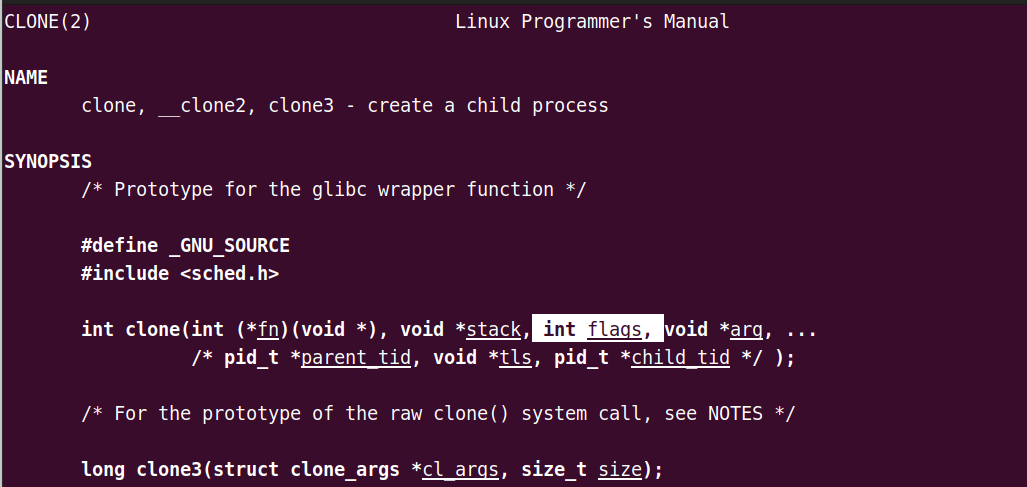 CLONE(2) Linux Programmer's Manual
NAME
clone, __clone2, clone3 - create a child process
SYNOPSIS
/* Prototype for the glibc wrapper function */
#define _GNU_SOURCE
#include <sched.h>
int clone(int (*fn)(void *), void *stack, int flags, void *arg, ...
/* pid_t *parent_tid, void *tls, pid_t *child_tid */ );
/* For the prototype of the raw clone() system call, see NOTES */
long clone3(struct clone_args *cl_args, size_t size);